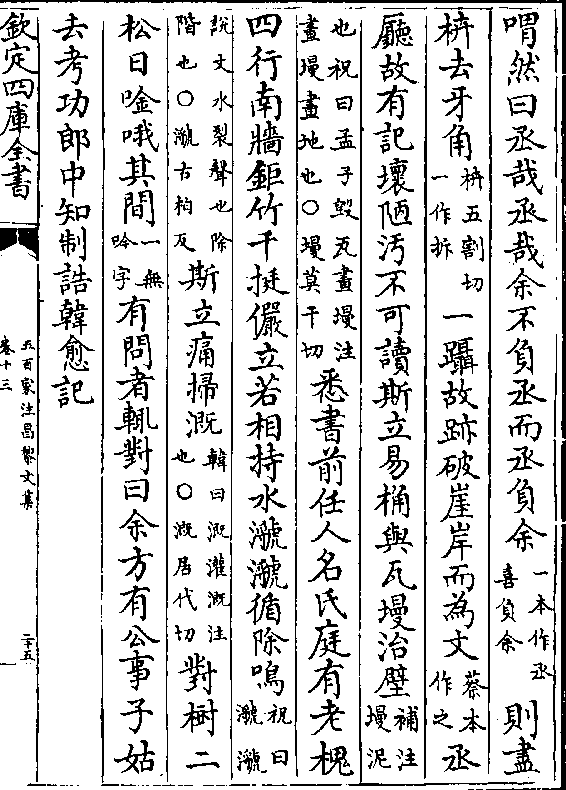 喟然曰丞哉丞哉余不負丞而丞負余一本作丞喜負余則盡
枿去牙角枿五割切一作拆一躡故跡破崖岸而為文蔡本作之丞
廳故有記壞陋汚不可讀斯立易桷與瓦墁治壁補注墁泥
也祝曰孟子毀瓦畫墁注畫墁畫地也○墁莫干切悉書前任人名氏庭有老槐
四行南牆鉅竹千挺儼立若相持水㶁㶁循除鳴祝曰㶁㶁
說文水裂聲也除階也○㶁古柏反斯立痛掃漑韓曰漑灌漑注也○漑居代切對樹二
松日唫哦其間一無唫字有問者輒對曰余方有公事子姑
去考功郎中知制誥韓愈記
欽定四庫全書
五百家注昌黎文集
卷十三
二十五